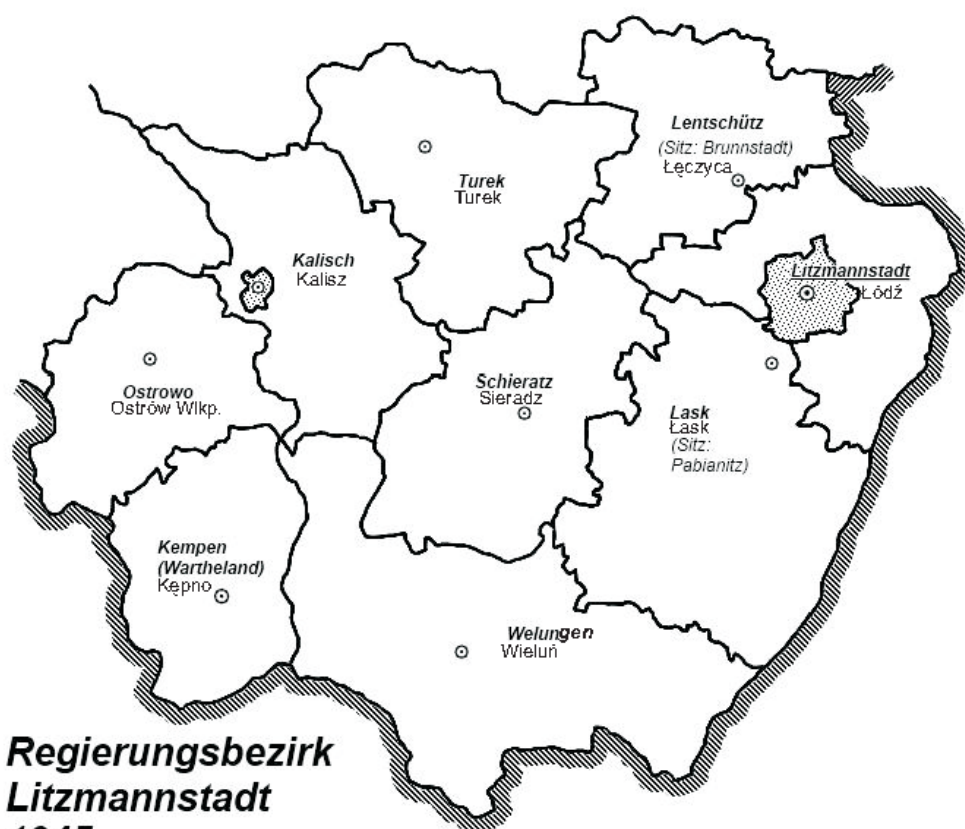 Lentschütz
(Sitz: Brunnstadt)
Łęczyca
Turek
Turek
Kalisch
Kalisz
Litzmannstadt
Łódź
Ostrowo
Ostrów Wlkp.
Schieratz
Sieradz
Lask
Łask
(Sitz:
Pabianitz)
Kempen
(Wartheland)
Kępno
Welungen
Wieluń
Regierungsbezirk
Litzmannstadt
1945